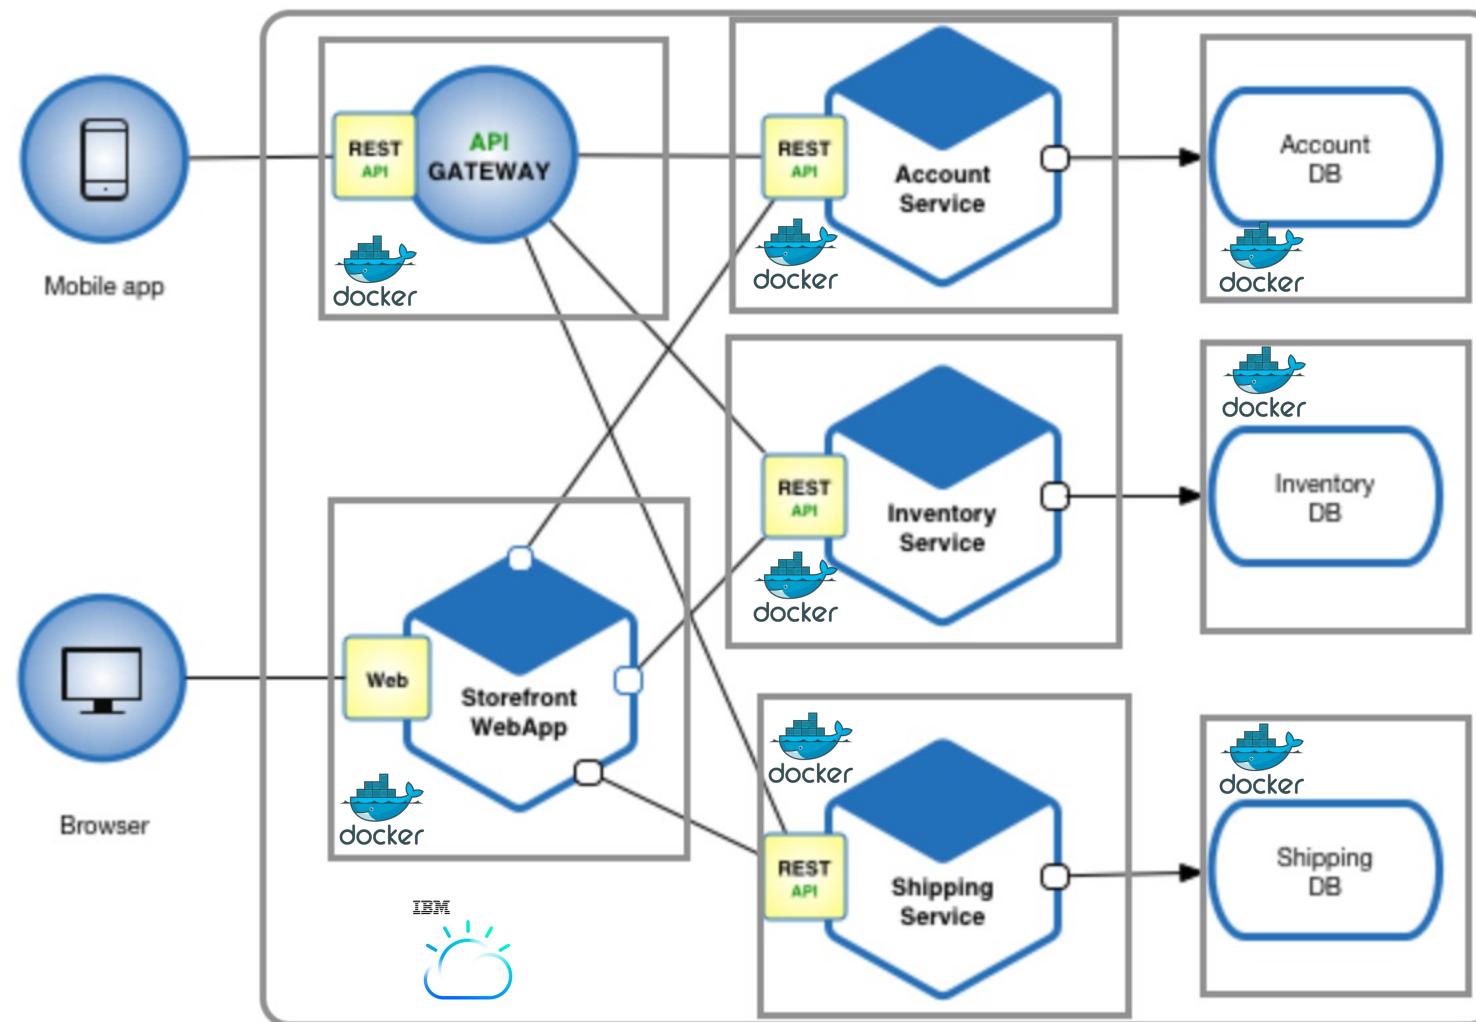 Mobile app
REST
API
API
GATEWAY
docker
REST
API
Account
Service
docker
Account
DB
docker
REST
API
Inventory
Service
docker
docker
Inventory
DB
Browser
Web
Storefront
WebApp
docker
docker
REST
API
Shipping
Service
docker
Shipping
DB
IBM